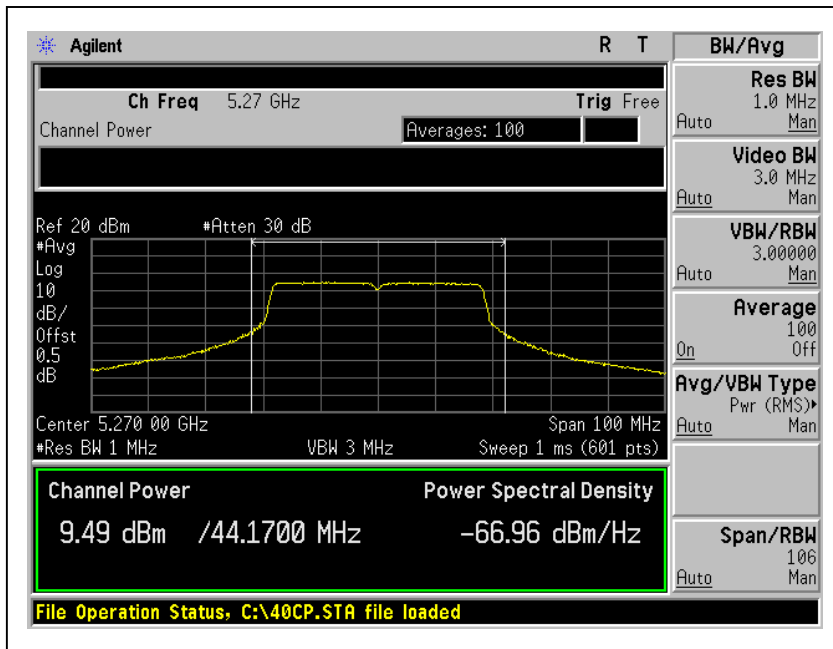 Agilent R T
BW/Avg
Ch Freq 5.27 GHz Trig Free
Channel Power Averages: 100
Ref 20 dBm #Atten 30 dB
#Avg
Log
10
dB/
Offst
0.5
dB
Center 5.270 00 GHz Span 100 MHz
#Res BW 1 MHz VBW 3 MHz Sweep 1 ms (601 pts)
Channel Power Power Spectral Density
9.49 dBm /44.1700 MHz -66.96 dBm/Hz
File Operation Status, C:\40CP.STA file loaded
Res BW
1.0 MHz
Auto Man
Video BW
3.0 MHz
Auto Man
VBW/RBW
3.00000
Auto Man
Average
100
On Off
Avg/VBW Type
Pwr (RMS)▸
Auto Man
Span/RBW
106
Auto Man